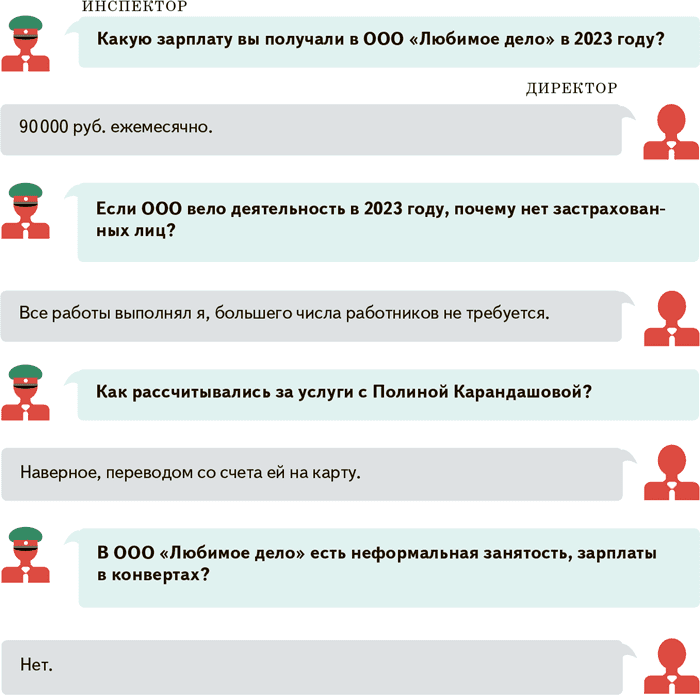 ИНСПЕКТОР
Какую зарплату вы получали в ООО «Любимое дело» в 2023 году?
ДИРЕКТОР
90 000 руб. ежемесячно.
Если ООО вело деятельность в 2023 году, почему нет застрахован-
ных лиц?
Все работы выполнял я, большего числа работников не требуется.
Как рассчитывались за услуги с Полиной Карандашовой?
Наверное, переводом со счета ей на карту.
В ООО «Любимое дело» есть неформальная занятость, зарплаты
в конвертах?
Нет.